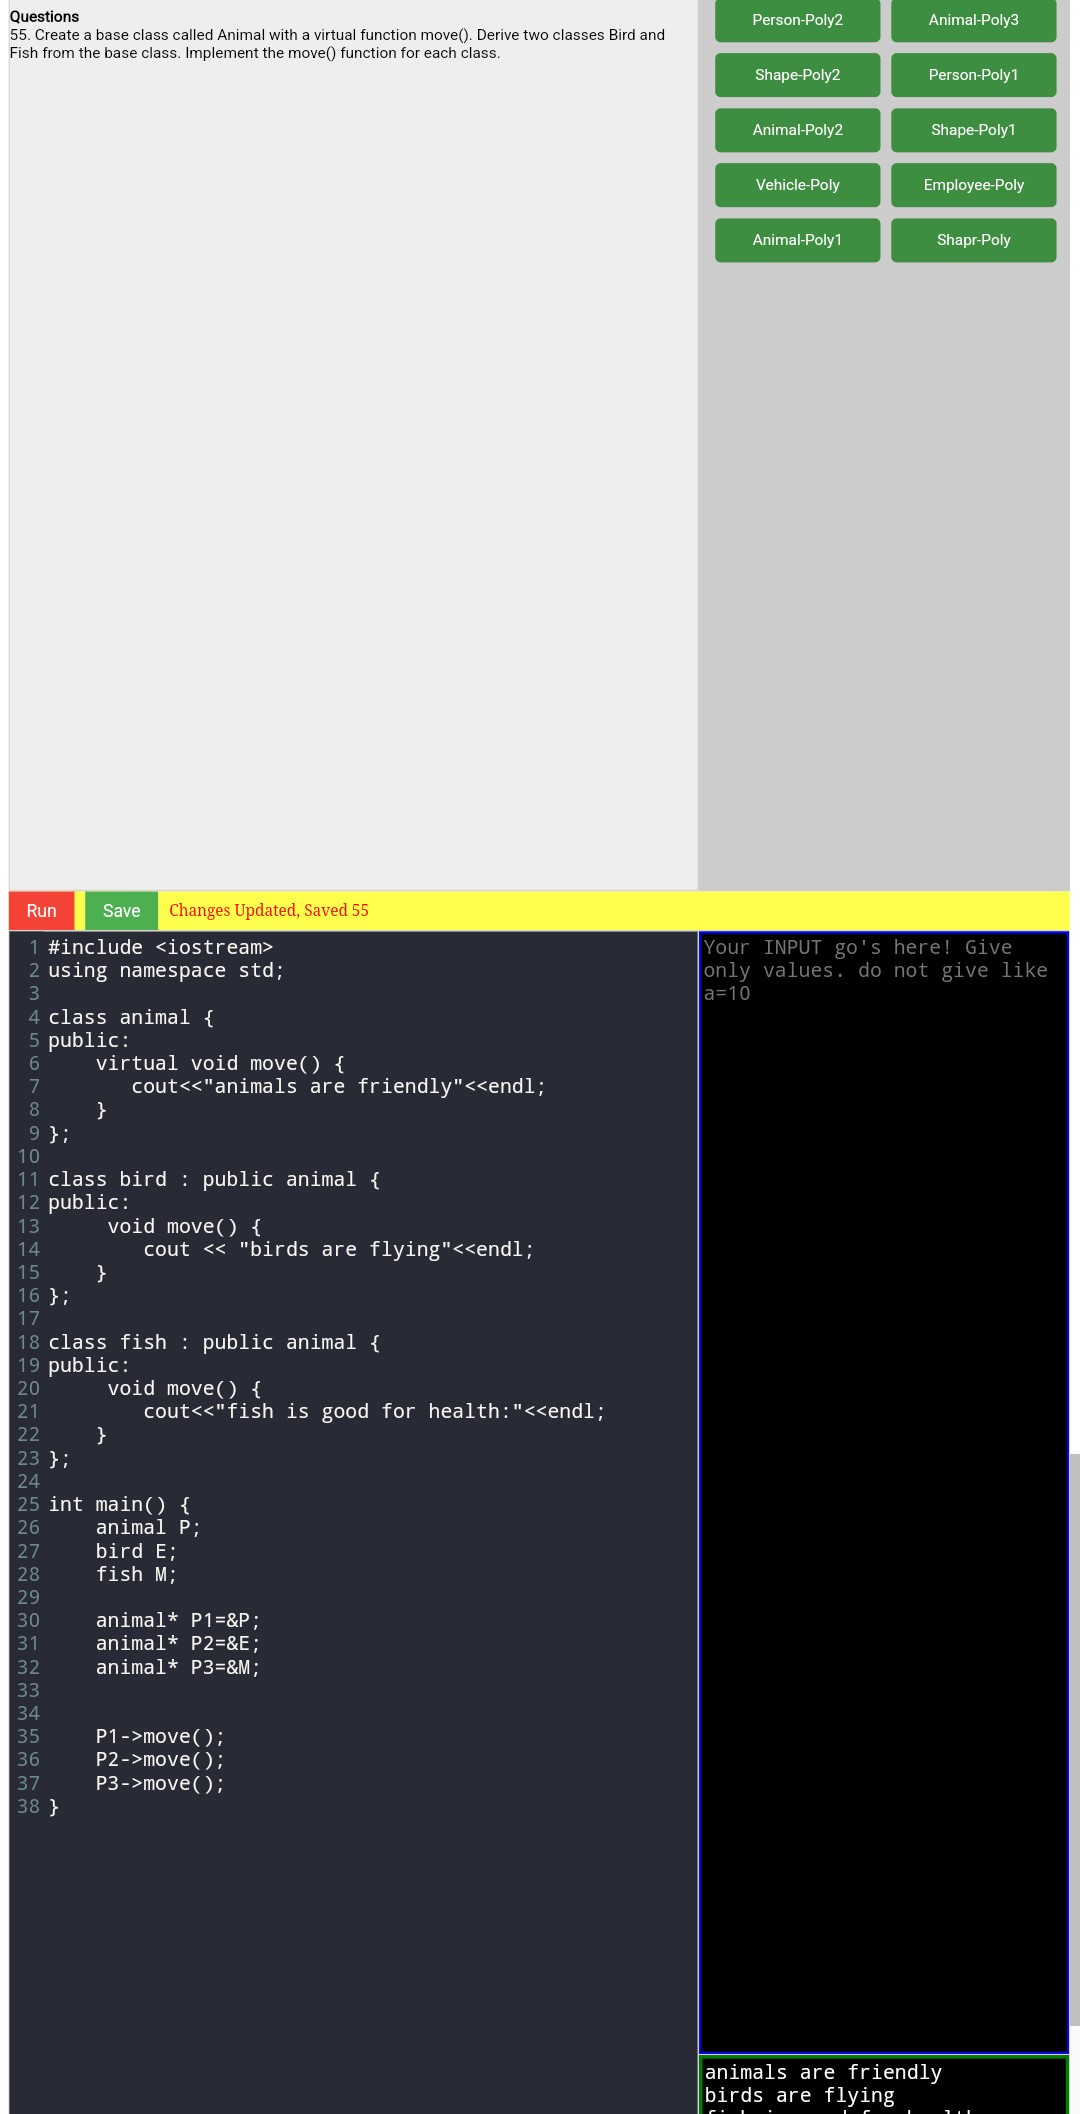 Questions
55. Create a base class called Animal with a virtual function move(). Derive two classes Bird and
Fish from the base class. Implement the move() function for each class.
Person-Poly2
Animal-Poly3
Shape-Poly2
Person-Poly1
Animal-Poly2
Shape-Poly1
Vehicle-Poly
Employee-Poly
Animal-Poly1
Shapr-Poly
Run
Save
Changes Updated, Saved 55
1 #include <iostream>
2 using namespace std;
3
4 class animal {
5 public:
6     virtual void move() {
7        cout<<"animals are friendly"<<endl;
8     }
9 };
10
11 class bird : public animal {
12 public:
13      void move() {
14         cout << "birds are flying"<<endl;
15     }
16 };
17
18 class fish : public animal {
19 public:
20      void move() {
21         cout<<"fish is good for health:"<<endl;
22     }
23 };
24
25 int main() {
26     animal P;
27     bird E;
28     fish M;
29
30     animal* P1=&P;
31     animal* P2=&E;
32     animal* P3=&M;
33
34
35     P1->move();
36     P2->move();
37     P3->move();
38 }
Your INPUT go's here! Give
only values. do not give like
a=10
animals are friendly
birds are flying